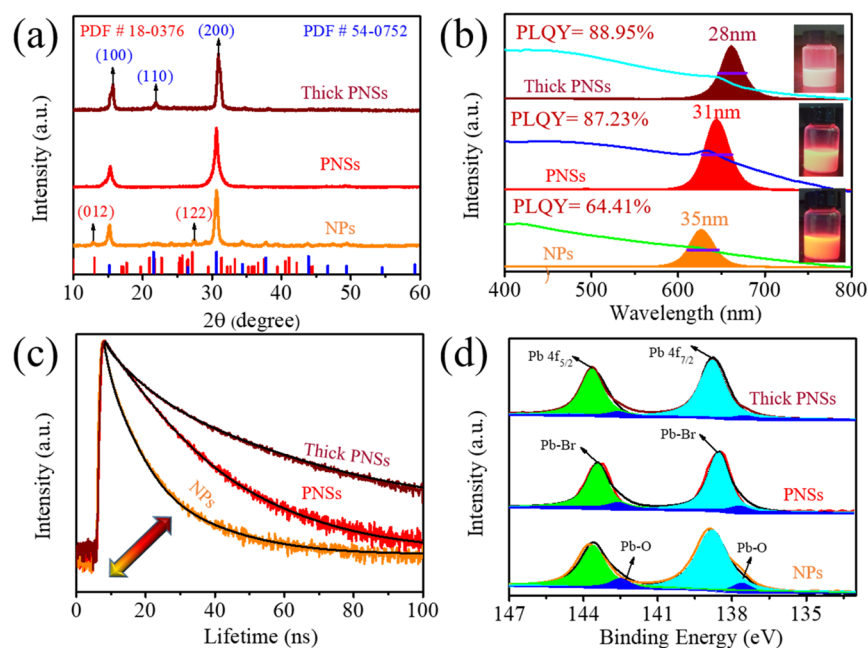 (a)
PDF # 18-0376
PDF # 54-0752
(100)
(110)
(200)
Thick PNSs
PNSs
(012)
(122)
NPs
Intensity (a.u.)
10 20 30 40 50 60
2θ (degree)
(b)
PLQY= 88.95%
28nm
Thick PNSs
PLQY= 87.23%
31nm
PNSs
PLQY= 64.41%
35nm
NPs
Intensity (a.u.)
400 500 600 700 800
Wavelength (nm)
(c)
Thick PNSs
PNSs
NPs
Intensity (a.u.)
0 20 40 60 80 100
Lifetime (ns)
(d)
Pb 4f5/2
Pb 4f7/2
Thick PNSs
Pb-Br
Pb-Br
PNSs
Pb-O
Pb-O
NPs
Intensity (a.u.)
147 144 141 138 135
Binding Energy (eV)